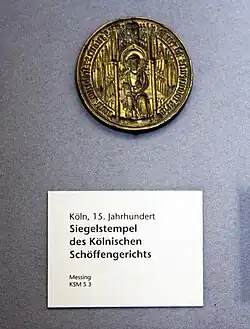 Köln, 15. Jahrhundert
Siegelstempel
des Kölnischen
Schöffengerichts
Messing
KSM S 3